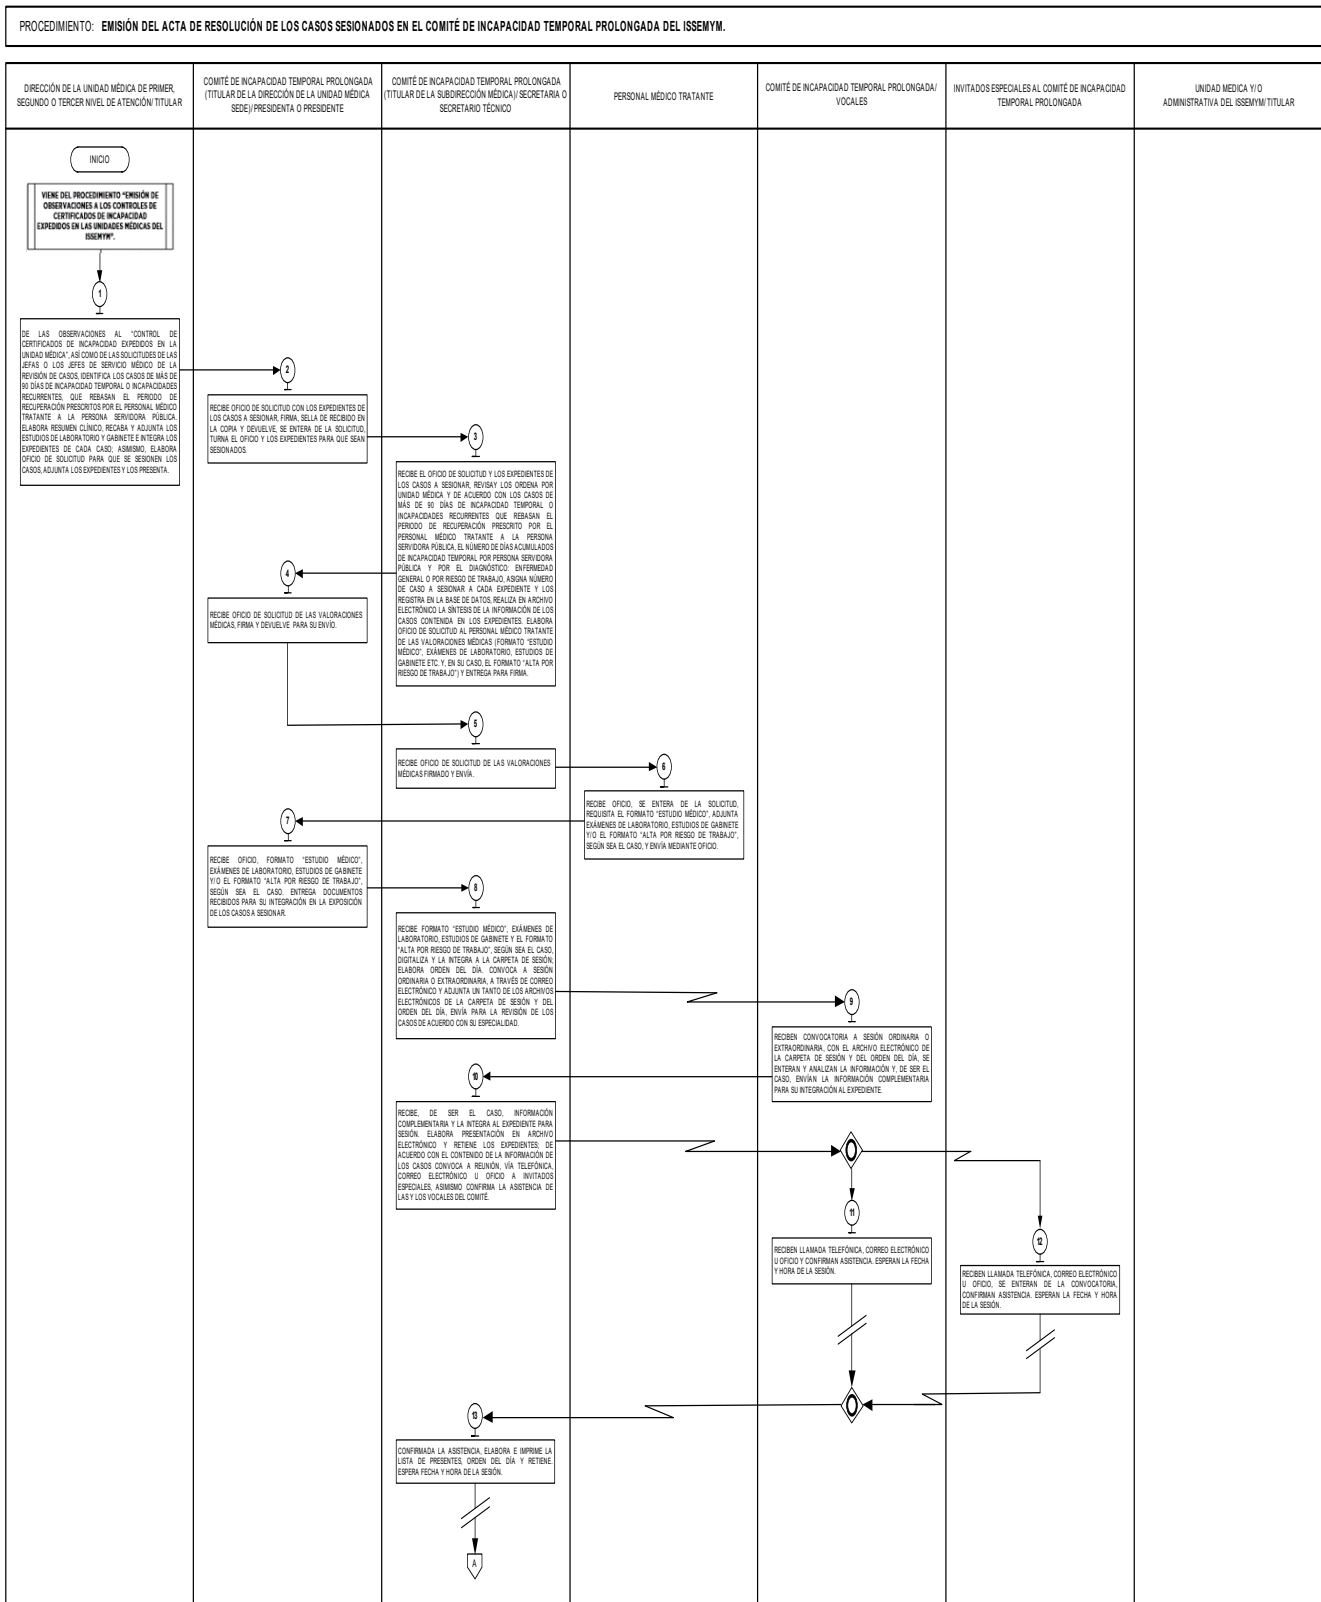 PROCEDIMIENTO: EMISIÓN DEL ACTA DE RESOLUCIÓN DE LOS CASOS SESIONADOS EN EL COMITÉ DE INCAPACIDAD TEMPORAL PROLONGADA DEL ISSEMYM.
DIRECCIÓN DE LA UNIDAD MÉDICA DE PRIMER,
SEGUNDO O TERCER NIVEL DE ATENCIÓN/ TITULAR
COMITÉ DE INCAPACIDAD TEMPORAL PROLONGADA
(TITULAR DE LA DIRECCIÓN DE LA UNIDAD MÉDICA
SEDE)/ PRESIDENTA O PRESIDENTE
COMITÉ DE INCAPACIDAD TEMPORAL PROLONGADA
(TITULAR DE LA SUBDIRECCIÓN MÉDICA)/ SECRETARIA O
SECRETARIO TÉCNICO
PERSONAL MÉDICO TRATANTE
COMITÉ DE INCAPACIDAD TEMPORAL PROLONGADA/
VOCALES
INVITADOS ESPECIALES AL COMITÉ DE INCAPACIDAD
TEMPORAL PROLONGADA
UNIDAD MEDICA Y/ O
ADMINISTRATIVA DEL ISSEMYM/ TITULAR
INICIO
VIENE DEL PROCEDIMIENTO "EMISIÓN DE
OBSERVACIONES A LOS CONTROLES DE
CERTIFICADOS DE INCAPACIDAD
EXPEDIDOS EN LAS UNIDADES MÉDICAS DEL
ISSEMYM".
1
DE LAS OBSERVACIONES AL "CONTROL DE
CERTIFICADOS DE INCAPACIDAD EXPEDIDOS EN LA
UNIDAD MÉDICA", ASÍ COMO DE LAS SOLICITUDES DE LAS
JEFAS O LOS JEFES DE SERVICIO MÉDICO DE LA
REVISIÓN DE CASOS, IDENTIFICA LOS CASOS DE MÁS DE
90 DÍAS DE INCAPACIDAD TEMPORAL O INCAPACIDADES
RECURRENTES, QUE REBASAN EL PERIODO DE
RECUPERACIÓN PRESCRITOS POR EL PERSONAL MÉDICO
TRATANTE A LA PERSONA SERVIDORA PÚBLICA.
ELABORA RESUMEN CLÍNICO, RECABA Y ADJUNTA LOS
ESTUDIOS DE LABORATORIO Y GABINETE E INTEGRA LOS
EXPEDIENTES DE CADA CASO; ASIMISMO, ELABORA
OFICIO DE SOLICITUD PARA QUE SE SESIONEN LOS
CASOS, ADJUNTA LOS EXPEDIENTES Y LOS PRESENTA.
2
RECIBE OFICIO DE SOLICITUD CON LOS EXPEDIENTES DE
LOS CASOS A SESIONAR, FIRMA, SELLA DE RECIBIDO EN
LA COPIA Y DEVUELVE, SE ENTERA DE LA SOLICITUD,
TURNA EL OFICIO Y LOS EXPEDIENTES PARA QUE SEAN
SESIONADOS.
3
RECIBE EL OFICIO DE SOLICITUD Y LOS EXPEDIENTES DE
LOS CASOS A SESIONAR, REVISAY LOS ORDENA POR
UNIDAD MÉDICA Y DE ACUERDO CON LOS CASOS DE
MÁS DE 90 DÍAS DE INCAPACIDAD TEMPORAL O
INCAPACIDADES RECURRENTES QUE REBASAN EL
PERIODO DE RECUPERACIÓN PRESCRITO POR EL
PERSONAL MÉDICO TRATANTE A LA PERSONA
SERVIDORA PÚBLICA, EL NÚMERO DE DÍAS ACUMULADOS
DE INCAPACIDAD TEMPORAL POR PERSONA SERVIDORA
PÚBLICA Y POR EL DIAGNÓSTICO: ENFERMEDAD
GENERAL O POR RIESGO DE TRABAJO, ASIGNA NÚMERO
DE CASO A SESIONAR A CADA EXPEDIENTE Y LOS
REGISTRA EN LA BASE DE DATOS, REALIZA EN ARCHIVO
ELECTRÓNICO LA SÍNTESIS DE LA INFORMACIÓN DE LOS
CASOS CONTENIDA EN LOS EXPEDIENTES. ELABORA
OFICIO DE SOLICITUD AL PERSONAL MÉDICO TRATANTE
DE LAS VALORACIONES MÉDICAS (FORMATO "ESTUDIO
MÉDICO", EXÁMENES DE LABORATORIO, ESTUDIOS DE
GABINETE ETC. Y, EN SU CASO, EL FORMATO "ALTA POR
RIESGO DE TRABAJO") Y ENTREGA PARA FIRMA.
4
RECIBE OFICIO DE SOLICITUD DE LAS VALORACIONES
MÉDICAS, FIRMA Y DEVUELVE PARA SU ENVÍO.
5
RECIBE OFICIO DE SOLICITUD DE LAS VALORACIONES
MÉDICAS FIRMADO Y ENVÍA.
6
RECIBE OFICIO, SE ENTERA DE LA SOLICITUD,
REQUISITA EL FORMATO "ESTUDIO MÉDICO", ADJUNTA
EXÁMENES DE LABORATORIO, ESTUDIOS DE GABINETE
Y/O EL FORMATO "ALTA POR RIESGO DE TRABAJO",
SEGÚN SEA EL CASO, Y ENVÍA MEDIANTE OFICIO.
7
RECIBE OFICIO, FORMATO "ESTUDIO MÉDICO",
EXÁMENES DE LABORATORIO, ESTUDIOS DE GABINETE
Y/ O EL FORMATO "ALTA POR RIESGO DE TRABAJO",
SEGÚN SEA EL CASO. ENTREGA DOCUMENTOS
RECIBIDOS PARA SU INTEGRACIÓN EN LA EXPOSICIÓN
DE LOS CASOS A SESIONAR.
8
RECIBE FORMATO "ESTUDIO MÉDICO", EXÁMENES DE
LABORATORIO, ESTUDIOS DE GABINETE Y EL FORMATO
"ALTA POR RIESGO DE TRABAJO", SEGÚN SEA EL CASO,
DIGITALIZA Y LA INTEGRA A LA CARPETA DE SESIÓN;
ELABORA ORDEN DEL DÍA. CONVOCA A SESIÓN
ORDINARIA O EXTRAORDINARIA, A TRAVÉS DE CORREO
ELECTRÓNICO Y ADJUNTA UN TANTO DE LOS ARCHIVOS
ELECTRÓNICOS DE LA CARPETA DE SESIÓN Y DEL
ORDEN DEL DÍA, ENVÍA PARA LA REVISIÓN DE LOS
CASOS DE ACUERDO CON SU ESPECIALIDAD.
9
RECIBEN CONVOCATORIA A SESIÓN ORDINARIA O
EXTRAORDINARIA, CON EL ARCHIVO ELECTRÓNICO DE
LA CARPETA DE SESIÓN Y DEL ORDEN DEL DÍA, SE
ENTERAN Y ANALIZAN LA INFORMACIÓN Y, DE SER EL
CASO, ENVÍAN LA INFORMACIÓN COMPLEMENTARIA
PARA SU INTEGRACIÓN AL EXPEDIENTE.
10
RECIBE, DE SER EL CASO, INFORMACIÓN
COMPLEMENTARIA Y LA INTEGRA AL EXPEDIENTE PARA
SESIÓN. ELABORA PRESENTACIÓN EN ARCHIVO
ELECTRÓNICO Y RETIENE LOS EXPEDIENTES; DE
ACUERDO CON EL CONTENIDO DE LA INFORMACIÓN DE
LOS CASOS CONVOCA A REUNIÓN, VÍA TELEFÓNICA,
CORREO ELECTRÓNICO U OFICIO A INVITADOS
ESPECIALES, ASIMISMO CONFIRMA LA ASISTENCIA DE
LAS Y LOS VOCALES DEL COMITÉ.
11
RECIBEN LLAMADA TELEFÓNICA, CORREO ELECTRÓNICO
U OFICIO Y CONFIRMAN ASISTENCIA. ESPERAN LA FECHA
Y HORA DE LA SESIÓN.
12
RECIBEN LLAMADA TELEFÓNICA, CORREO ELECTRÓNICO
U OFICIO, SE ENTERAN DE LA CONVOCATORIA,
CONFIRMAN ASISTENCIA. ESPERAN LA FECHA Y HORA
DE LA SESIÓN.
13
CONFIRMADA LA ASISTENCIA, ELABORA E IMPRIME LA
LISTA DE PRESENTES, ORDEN DEL DÍA Y RETIENE.
ESPERA FECHA Y HORA DE LA SESIÓN.
A